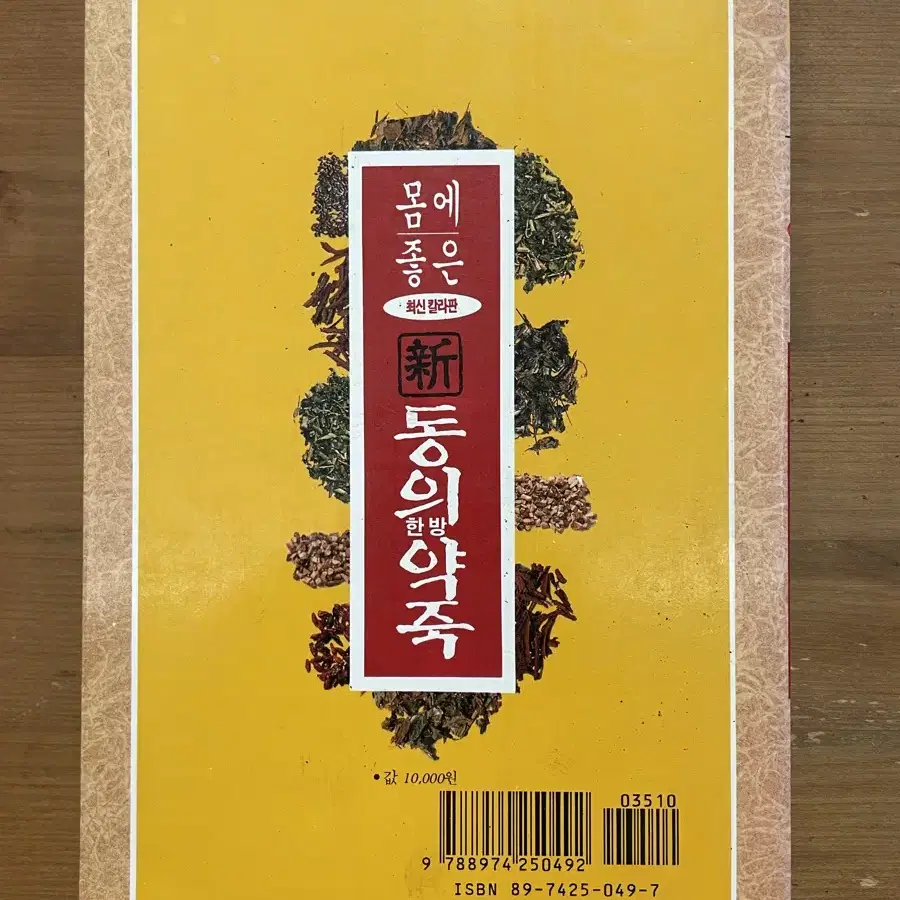 몸에
좋은
최신 칼라판
新
동의
한방
약죽
• 값 10,000원
03510
9 788974 250492
ISBN 89-7425-049-7